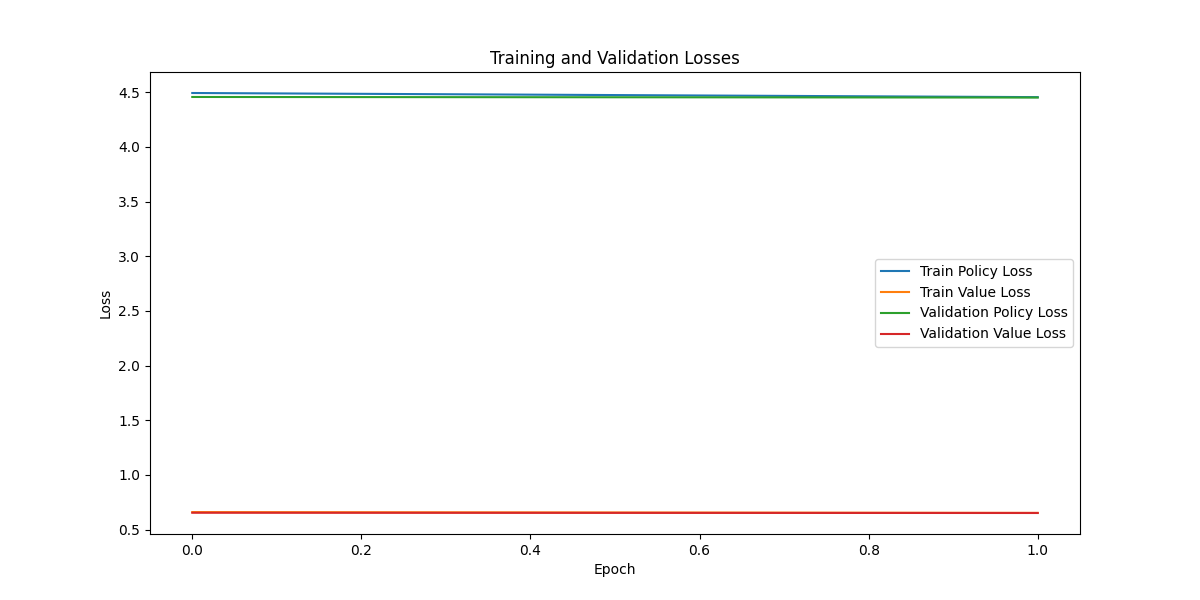 Training and Validation Losses
4.5
4.0
3.5
3.0
2.5
2.0
1.5
1.0
0.5
Loss
Train Policy Loss
Train Value Loss
Validation Policy Loss
Validation Value Loss
0.0 0.2 0.4 0.6 0.8 1.0
Epoch